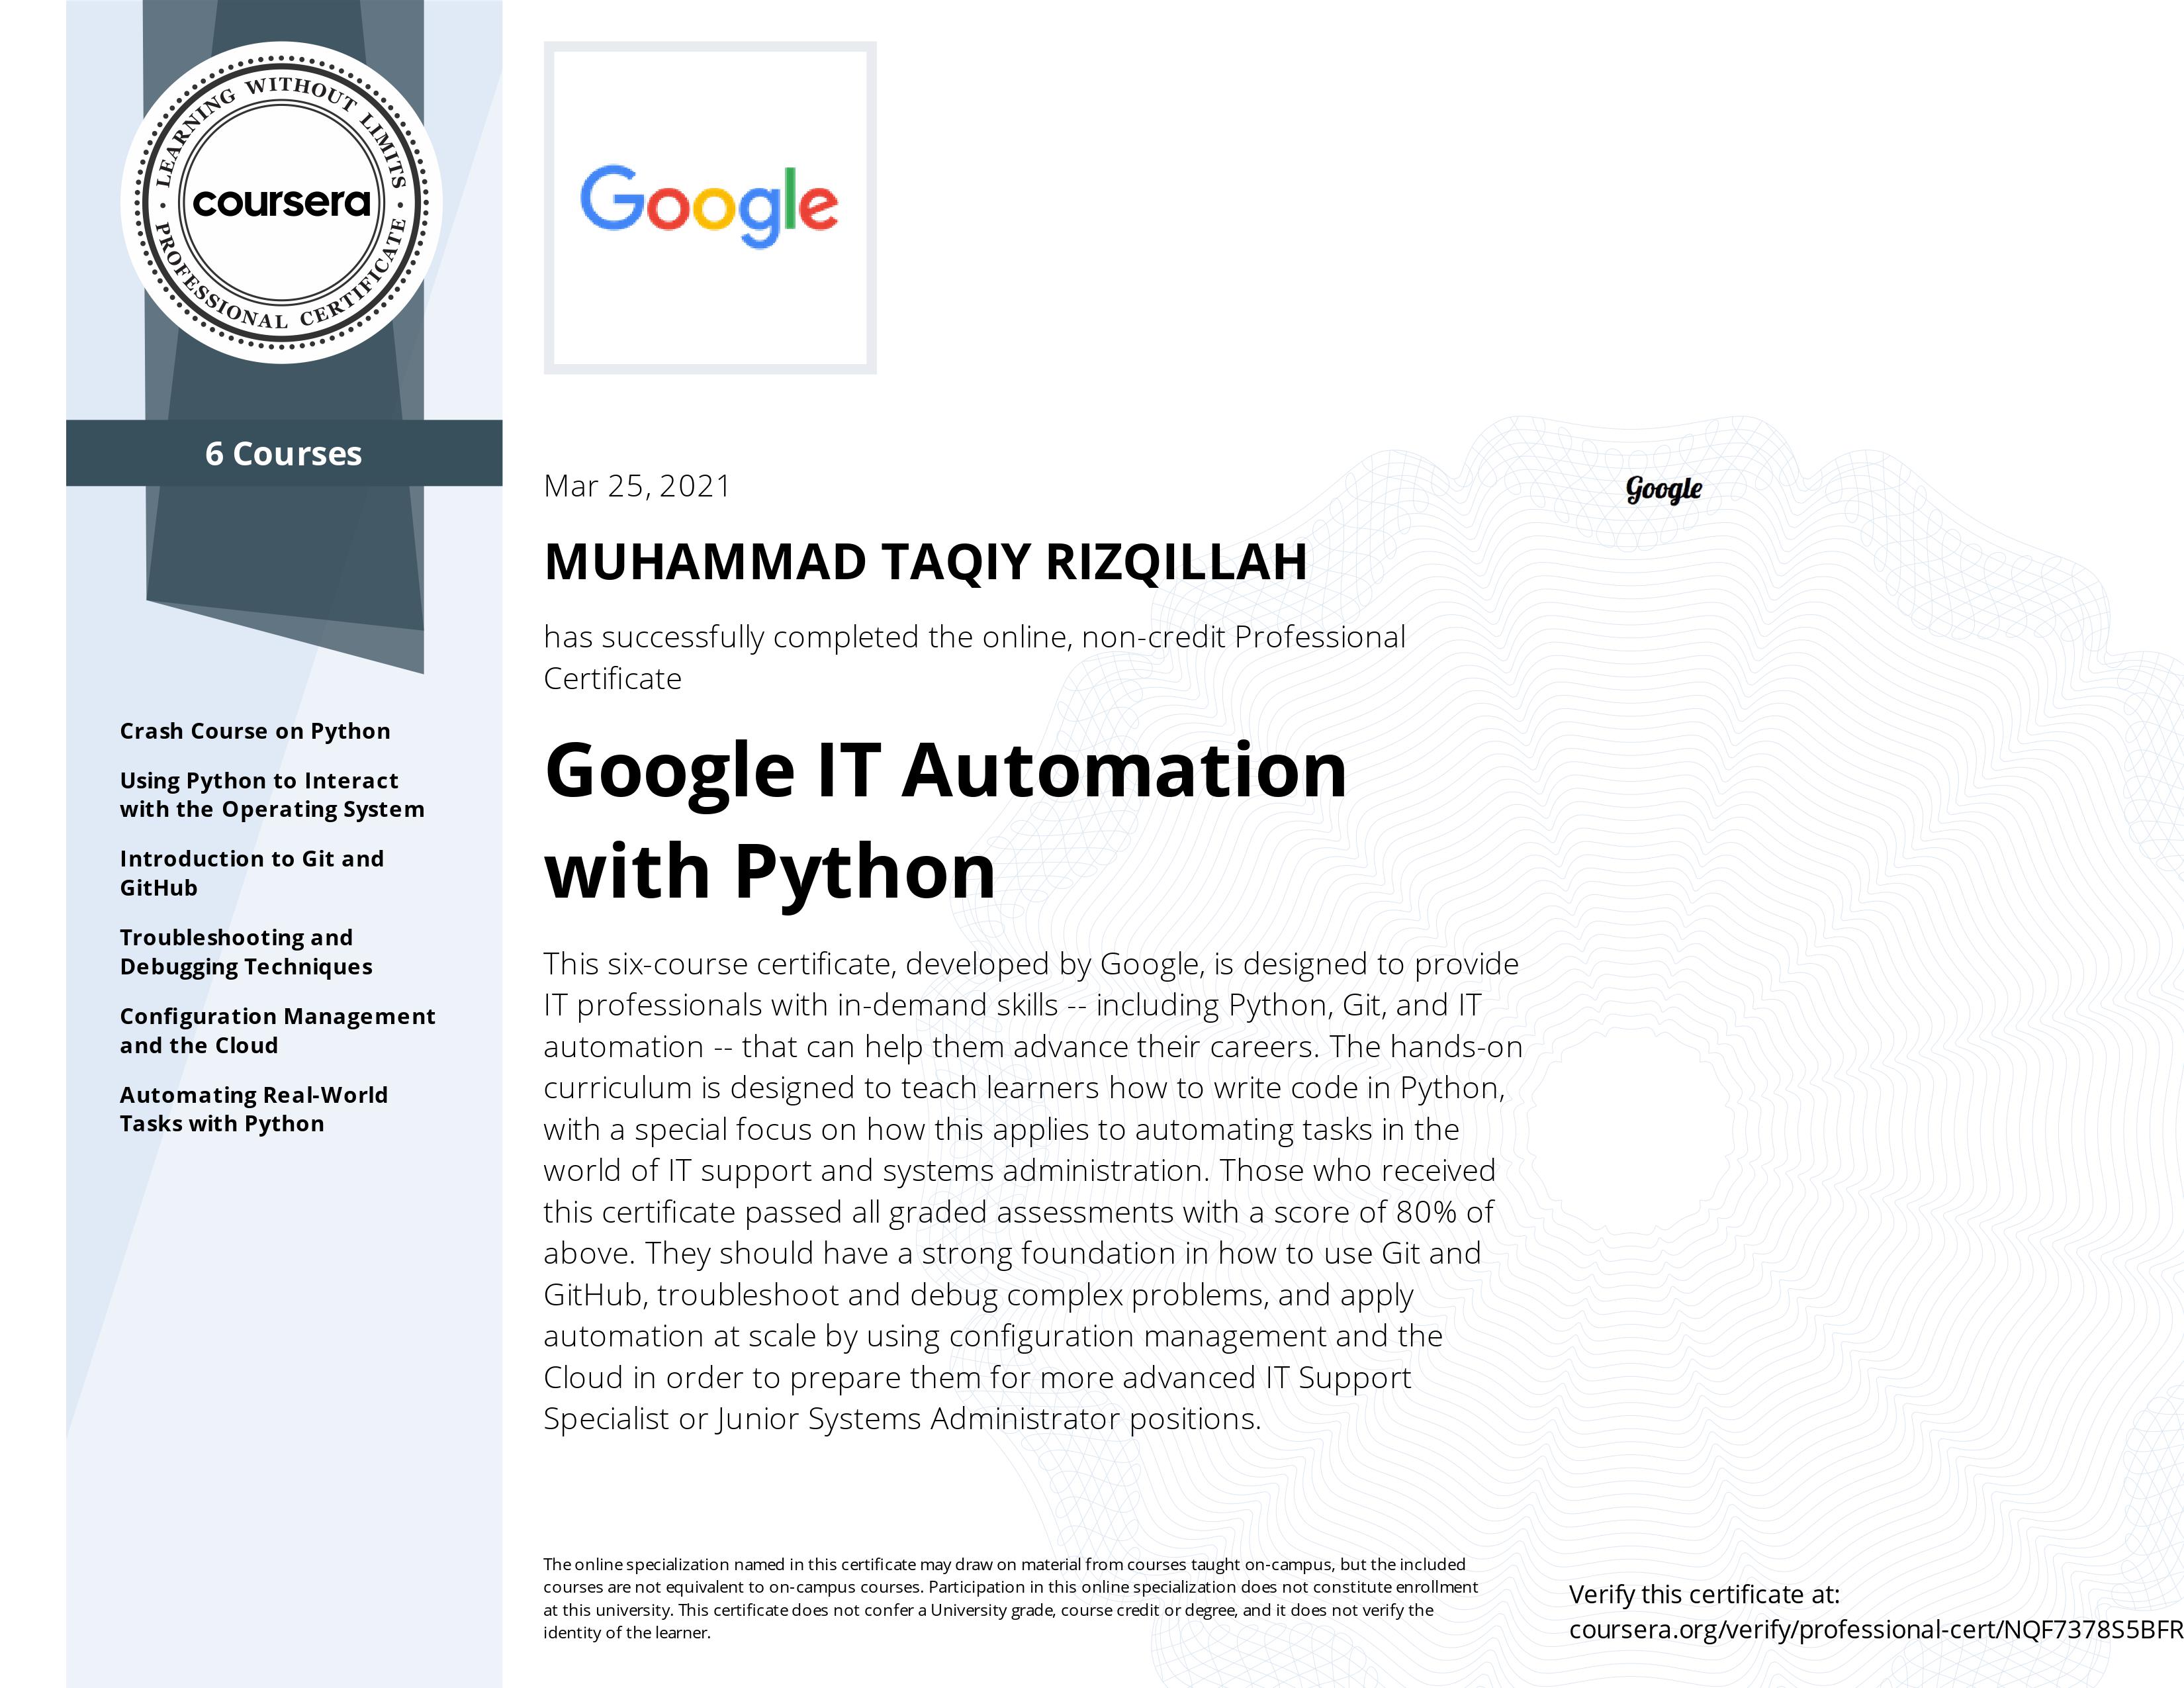 LEARNING WITHOUT LIMITS
coursera
PROFESSIONAL CERTIFICATE
6 Courses
Crash Course on Python
Using Python to Interact
with the Operating System
Introduction to Git and
GitHub
Troubleshooting and
Debugging Techniques
Configuration Management
and the Cloud
Automating Real-World
Tasks with Python
Google
Mar 25, 2021
Google
MUHAMMAD TAQIY RIZQILLAH
has successfully completed the online, non-credit Professional
Certificate
Google IT Automation
with Python
This six-course certificate, developed by Google, is designed to provide
IT professionals with in-demand skills -- including Python, Git, and IT
automation -- that can help them advance their careers. The hands-on
curriculum is designed to teach learners how to write code in Python,
with a special focus on how this applies to automating tasks in the
world of IT support and systems administration. Those who received
this certificate passed all graded assessments with a score of 80% of
above. They should have a strong foundation in how to use Git and
GitHub, troubleshoot and debug complex problems, and apply
automation at scale by using configuration management and the
Cloud in order to prepare them for more advanced IT Support
Specialist or Junior Systems Administrator positions.
The online specialization named in this certificate may draw on material from courses taught on-campus, but the included
courses are not equivalent to on-campus courses. Participation in this online specialization does not constitute enrollment
at this university. This certificate does not confer a University grade, course credit or degree, and it does not verify the
identity of the learner.
Verify this certificate at:
coursera.org/verify/professional-cert/NQF7378S5BFR